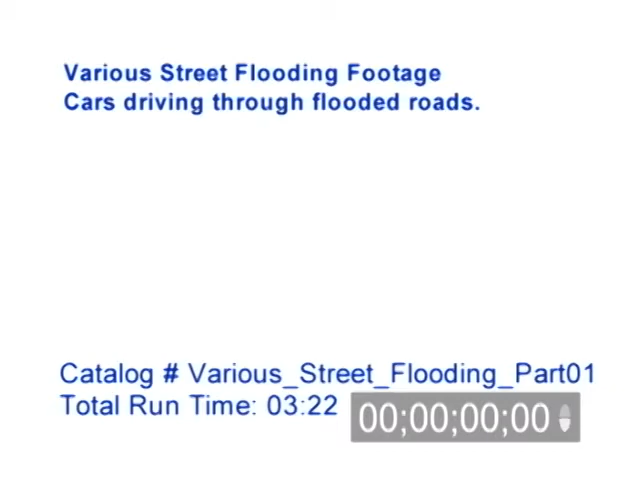 Various Street Flooding Footage
Cars driving through flooded roads.
Catalog # Various_Street_Flooding_Part01
Total Run Time: 03:22
00;00;00;00